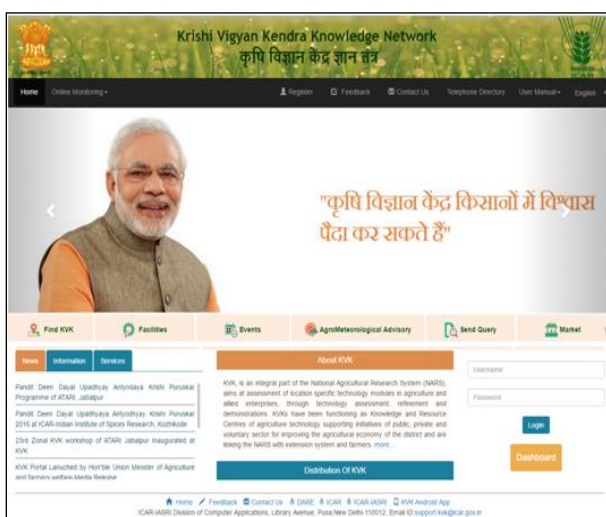 Krishi Vigyan Kendra Knowledge Network
कृषि विज्ञान केंद्र ज्ञान तंत्र
ICAR
Home Online Monitoring Register Feedback Contact Us Telephone Directory User Manual English
"कृषि विज्ञान केंद्र किसानों में विश्वास
पैदा कर सकते हैं"
Find KVK Facilities Events AgroMeteorological Advisory Send Query Market
News Information Services
Pandit Deen Dayal Upadhyay Antyodaya Krishi Puruskar
Programme of ATARI, Jabalpur
Pandit Deen Dayal Upadhyaya Antyodhyay Krishi Puruskar
2016 at ICAR-Indian Institute of Spices Research, Kozhikode
23rd Zonal KVK workshop of ATARI Jabalpur Inaugurated at
KVK
KVK Portal Lanuched by Hon'ble Union Minister of Agriculture
and farmers welfare-Media Release
About KVK
KVK, is an integral part of the National Agricultural Research System (NARS),
aims at assessment of location specific technology modules in agriculture and
allied enterprises, through technology assessment, refinement and
demonstrations. KVKs have been functioning as Knowledge and Resource
Centres of agriculture technology supporting initiatives of public, private and
voluntary sector for improving the agricultural economy of the district and are
linking the NARS with extension system and farmers. more...
Distribution Of KVK
Username
Password
Login
Dashboard
Home Feedback Contact Us DARE ICAR ICAR-IASRI KVK Android App
ICAR-IASRI Division of Computer Applications, Library Avenue, Pusa,New Delhi-110012, Email ID:support.kvk@icar.gov.in